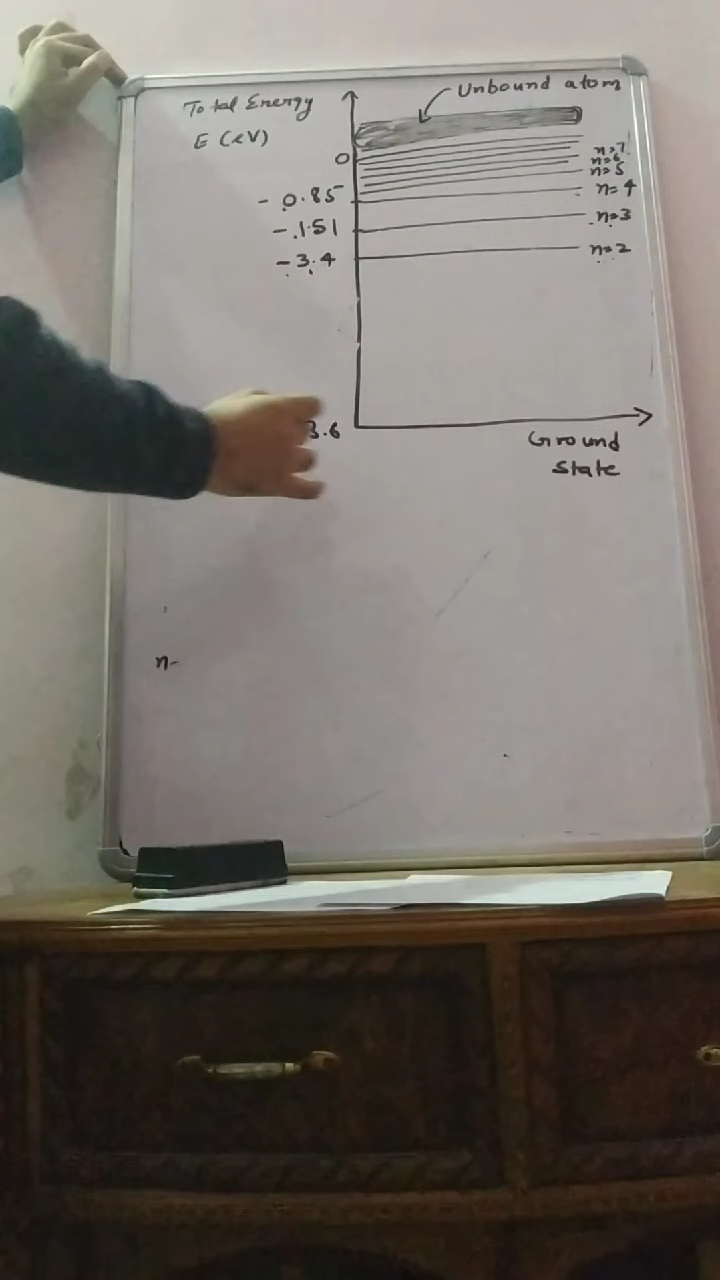 Unbound atom
Total Energy
E (eV)
0
n=7
n=6
n=5
- 0.85
n=4
- 1.51
n=3
- 3.4
n=2
3.6
Ground
State
n-